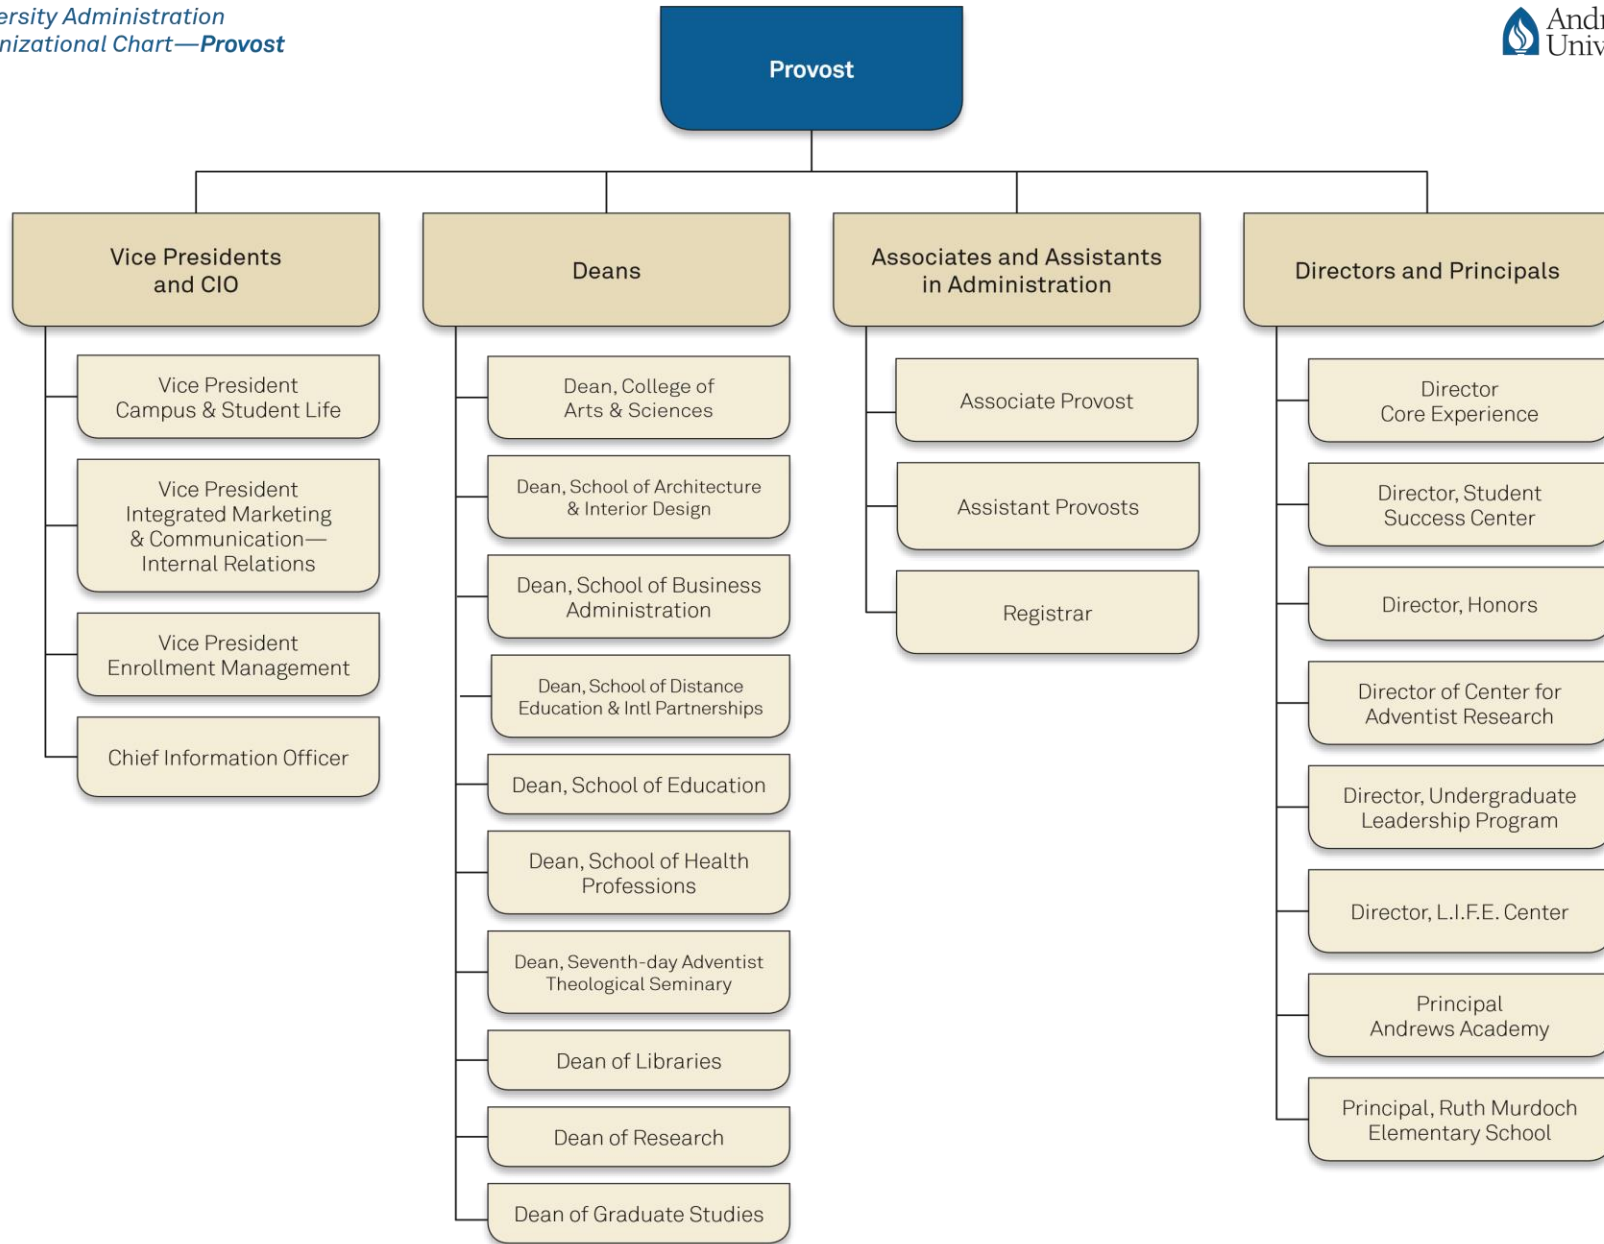 Administration
Chart—Provost
Provost
Vice Presidents
and CIO
Vice President
Campus & Student Life
Vice President
Integrated Marketing
& Communication—
Internal Relations
Vice President
Enrollment Management
Chief Information Officer
Deans
Dean, College of
Arts & Sciences
Dean, School of Architecture
& Interior Design
Dean, School of Business
Administration
Dean, School of Distance
Education & Intl Partnerships
Dean, School of Education
Dean, School of Health
Professions
Dean, Seventh-day Adventist
Theological Seminary
Dean of Libraries
Dean of Research
Dean of Graduate Studies
Associates and Assistants
in Administration
Associate Provost
Assistant Provosts
Registrar
Directors and Principals
Director
Core Experience
Director, Student
Success Center
Director, Honors
Director of Center for
Adventist Research
Director, Undergraduate
Leadership Program
Director, L.I.F.E. Center
Principal
Andrews Academy
Principal, Ruth Murdoch
Elementary School